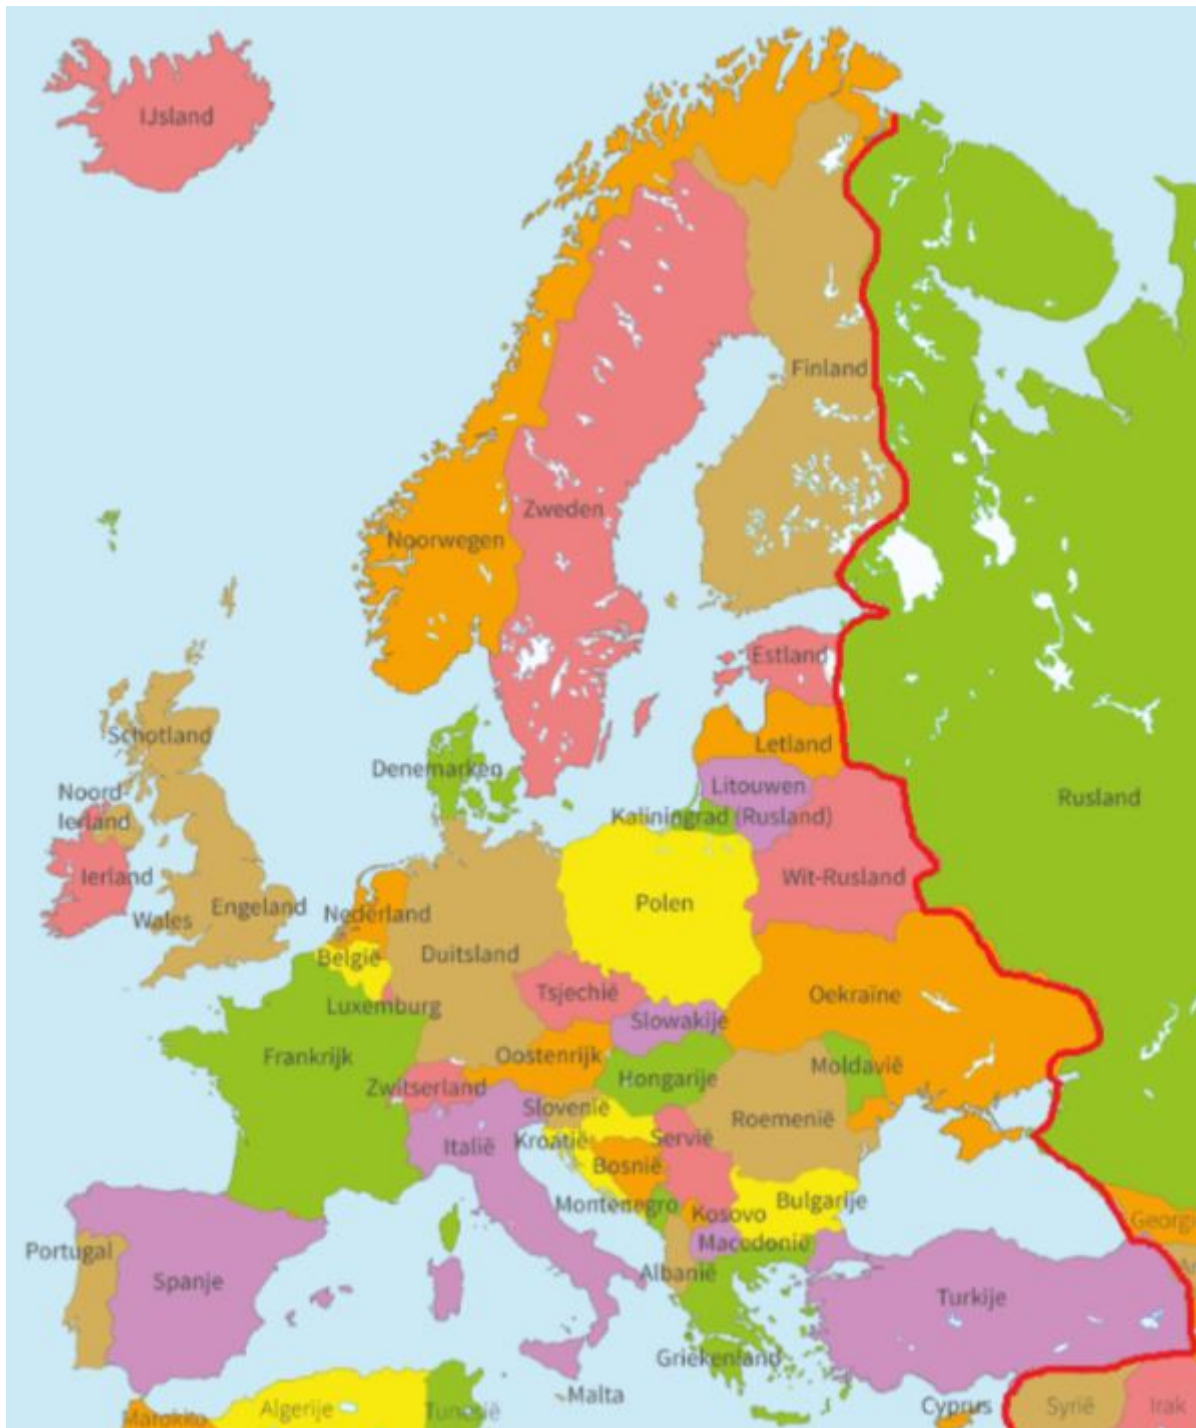 IJsland
Finland
Zweden
Noorwegen
Estland
Schotland
Letland
Denemarken
Litouwen
Noord-
Ierland
Rusland
Kaliningrad (Rusland)
Ierland
Wit-Rusland
Polen
Engeland
Nederland
Wales
Duitsland
België
Tsjechië
Oekraïne
Luxemburg
Slowakije
Frankrijk
Oostenrijk
Moldavië
Hongarije
Zwitserland
Slovenië
Roemenië
Kroatië
Servië
Italië
Bosnië
Bulgarije
Montenegro
Kosovo
Georg
Macedonië
Portugal
Albanië
Spanje
Turkije
Griekenland
Malta
Cyprus
Syrië
Irak
Algerije
Tunesië